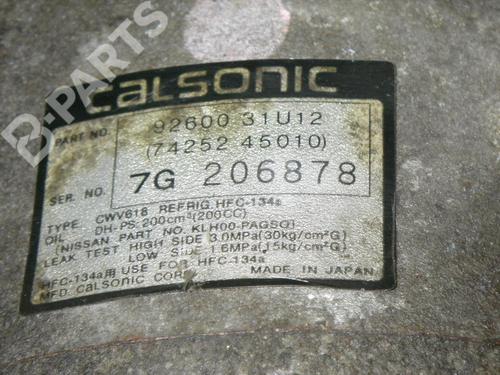 B-PARTS
calsonic
PART NO. 92600 31U12
(74252 45010)
SER NO. 7G 206878
TYPE CWV618 REFRIG HFC-134a
OIL DH-PS 200cm³(200CC)
(NISSAN PART NO. KLH00-PAGS0)
LEAK TEST HIGH SIDE 3.0MPa(30kg/cm²G)
LOW SIDE 1.6MPa(15kg/cm²G)
HFC-134a用 USE FOR HFC-134a
MFD. calsonic CORP. MADE IN JAPAN